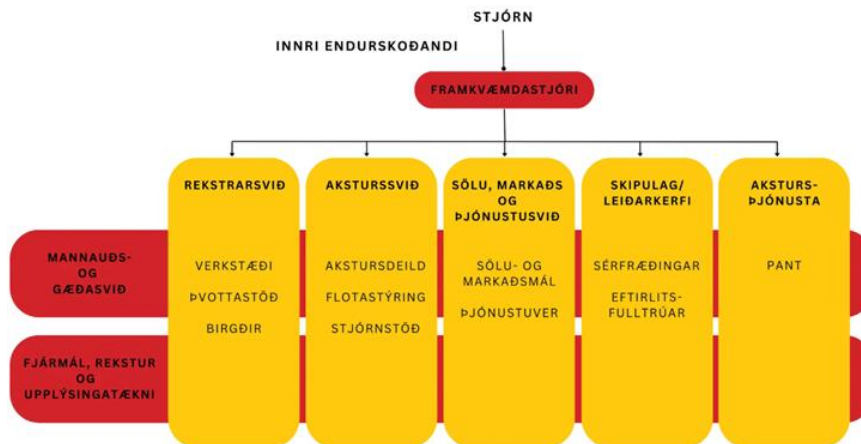 STJÓRN
INNRI ENDURSKOÐANDI
FRAMKVÆMDASTJÓRI
REKSTRARSVIÐ
AKSTURSSVIÐ
SÖLU, MARKAÐS
OG
ÞJÓNUSTUSVIÐ
SKIPULAG/
LEIÐARKERFI
AKSTURS-
ÞJÓNUSTA
MANNAUÐS-
OG
GÆÐASVIÐ
VERKSTÆÐI
ÞVOTTASTÖÐ
BIRGÐIR
AKSTURSDEILD
FLOTASTÝRING
STJÓRNSTÖÐ
SÖLU- OG
MARKAÐSMÁL
ÞJÓNUSTUVER
SÉRFRÆÐINGAR
EFTIRLITS-
FULLTRÚAR
PANT
FJÁRMÁL, REKSTUR
OG
UPPLÝSINGATÆKNI